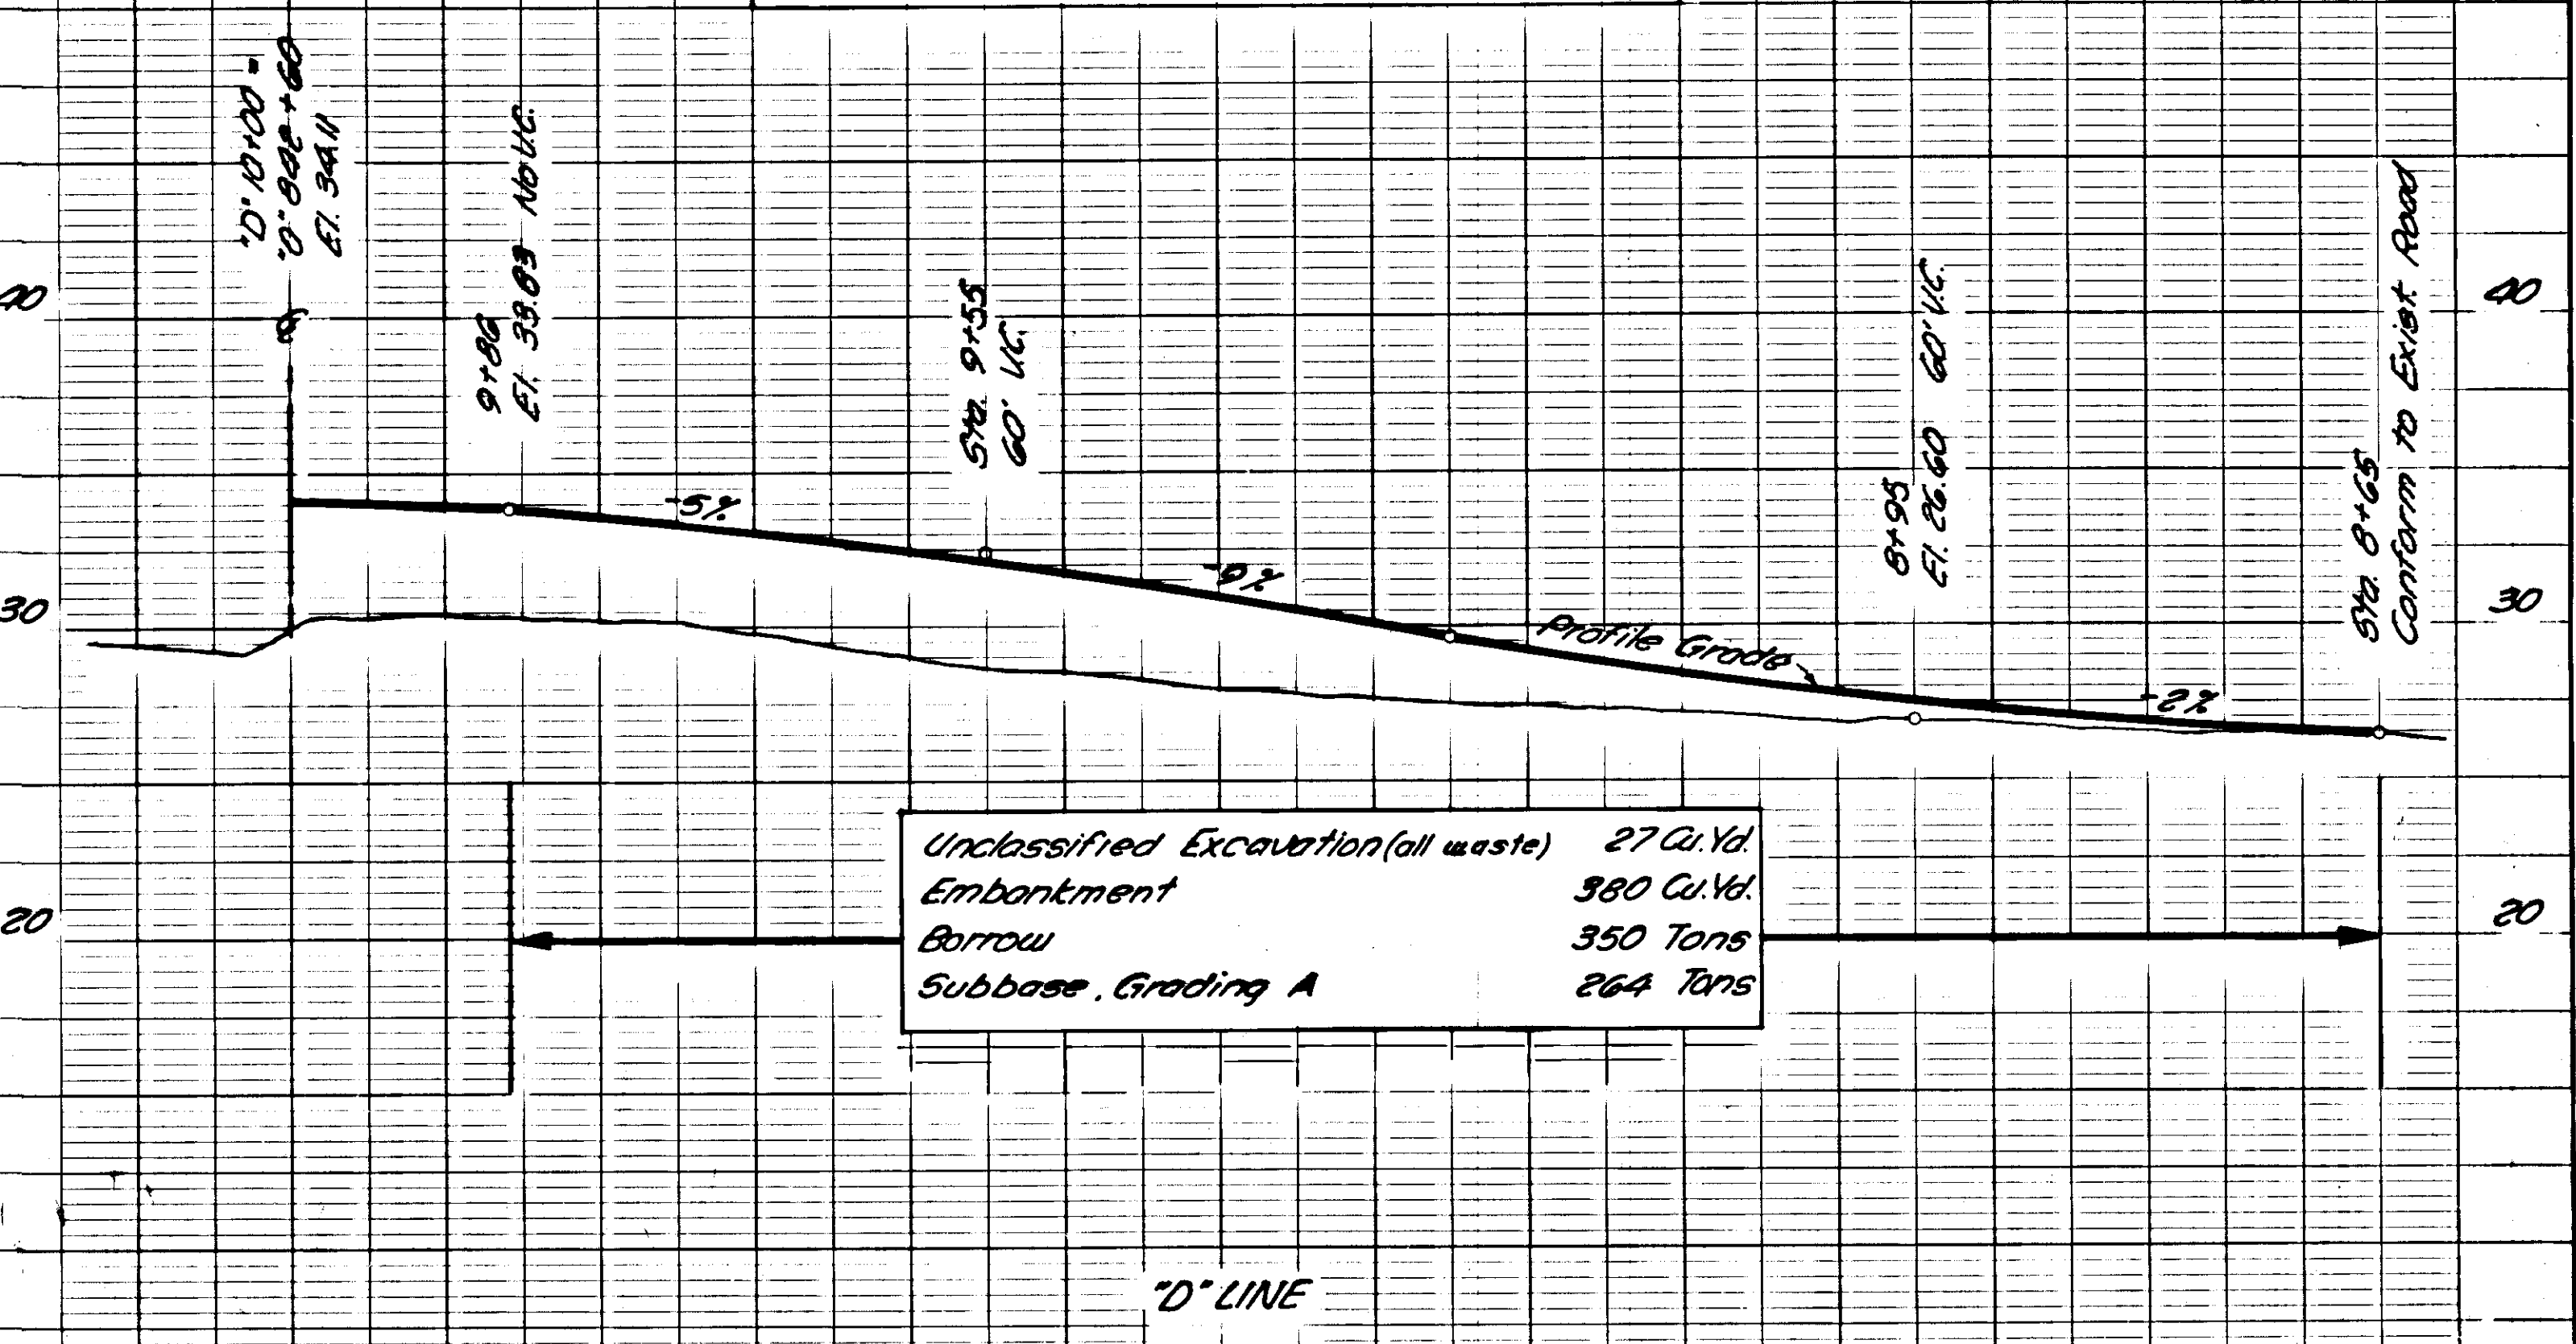 "D" 10+00 =
"O" 842+60
El. 34.11
9+86
El. 33.83 No V.C.
Sta. 9+55
60' V.C.
8+95
El. 26.60 60' V.C.
Sta. 8+65
Conform to Exist. Road
40
40
-5%
-9%
30
Profile Grade
30
-2%
Unclassified Excavation (all waste) 27 Cu.Yd.
Embankment 380 Cu.Yd.
Borrow 350 Tons
Subbase, Grading A 264 Tons
20
20
"D" LINE